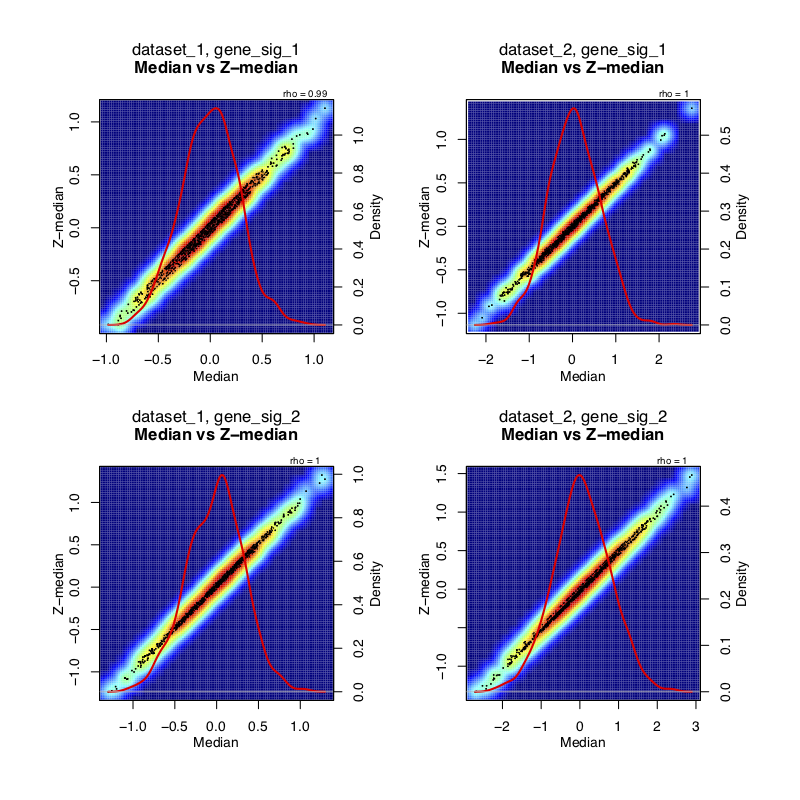 dataset_1, gene_sig_1
Median vs Z−median
rho = 0.99
1.0
0.5
0.0
−0.5
Z−median
1.0
0.8
0.6
0.4
0.2
0.0
Density
−1.0 −0.5 0.0 0.5 1.0
Median
dataset_2, gene_sig_1
Median vs Z−median
rho = 1
1.0
0.5
0.0
−0.5
−1.0
Z−median
0.5
0.4
0.3
0.2
0.1
0.0
Density
−2 −1 0 1 2
Median
dataset_1, gene_sig_2
Median vs Z−median
rho = 1
1.0
0.5
0.0
−0.5
−1.0
Z−median
1.0
0.8
0.6
0.4
0.2
0.0
Density
−1.0 −0.5 0.0 0.5 1.0
Median
dataset_2, gene_sig_2
Median vs Z−median
rho = 1
1.5
1.0
0.5
0.0
−1.0
Z−median
0.4
0.3
0.2
0.1
0.0
Density
−2 −1 0 1 2 3
Median